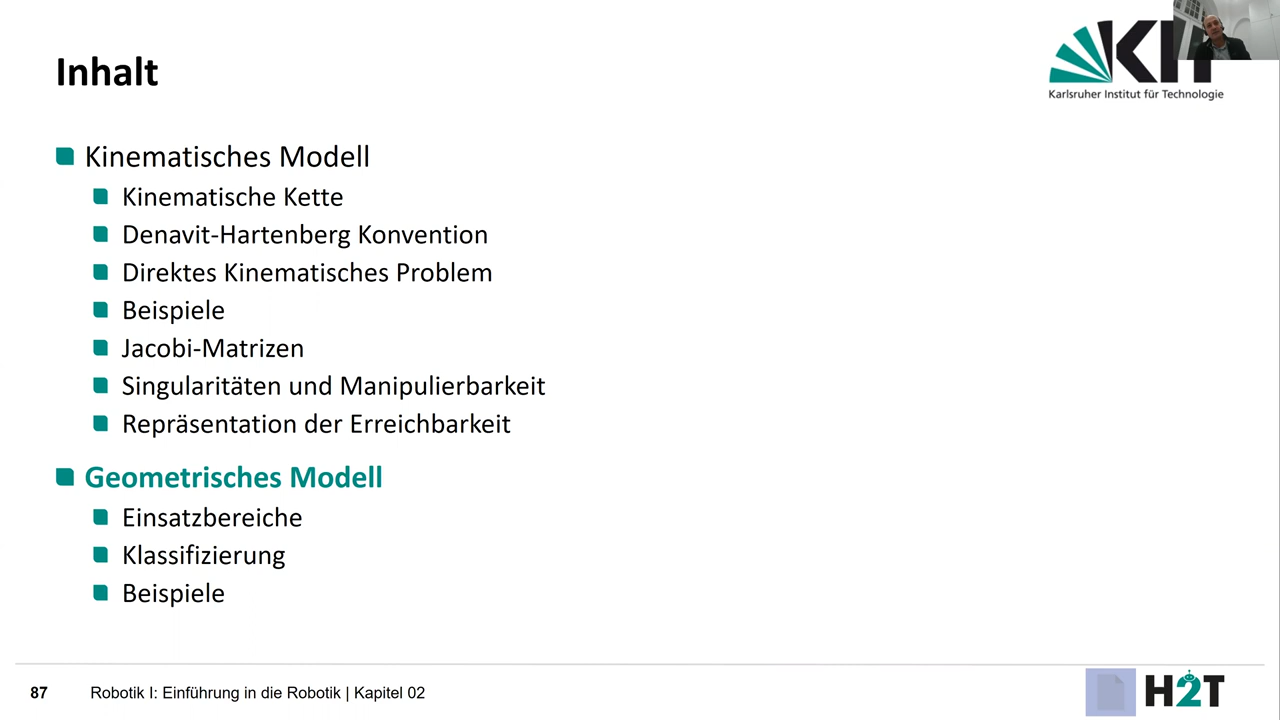 Inhalt
Karlsruher Institut für Technologie
Kinematisches Modell
Kinematische Kette
Denavit-Hartenberg Konvention
Direktes Kinematisches Problem
Beispiele
Jacobi-Matrizen
Singularitäten und Manipulierbarkeit
Repräsentation der Erreichbarkeit
Geometrisches Modell
Einsatzbereiche
Klassifizierung
Beispiele
87 Robotik I: Einführung in die Robotik | Kapitel 02
H2T